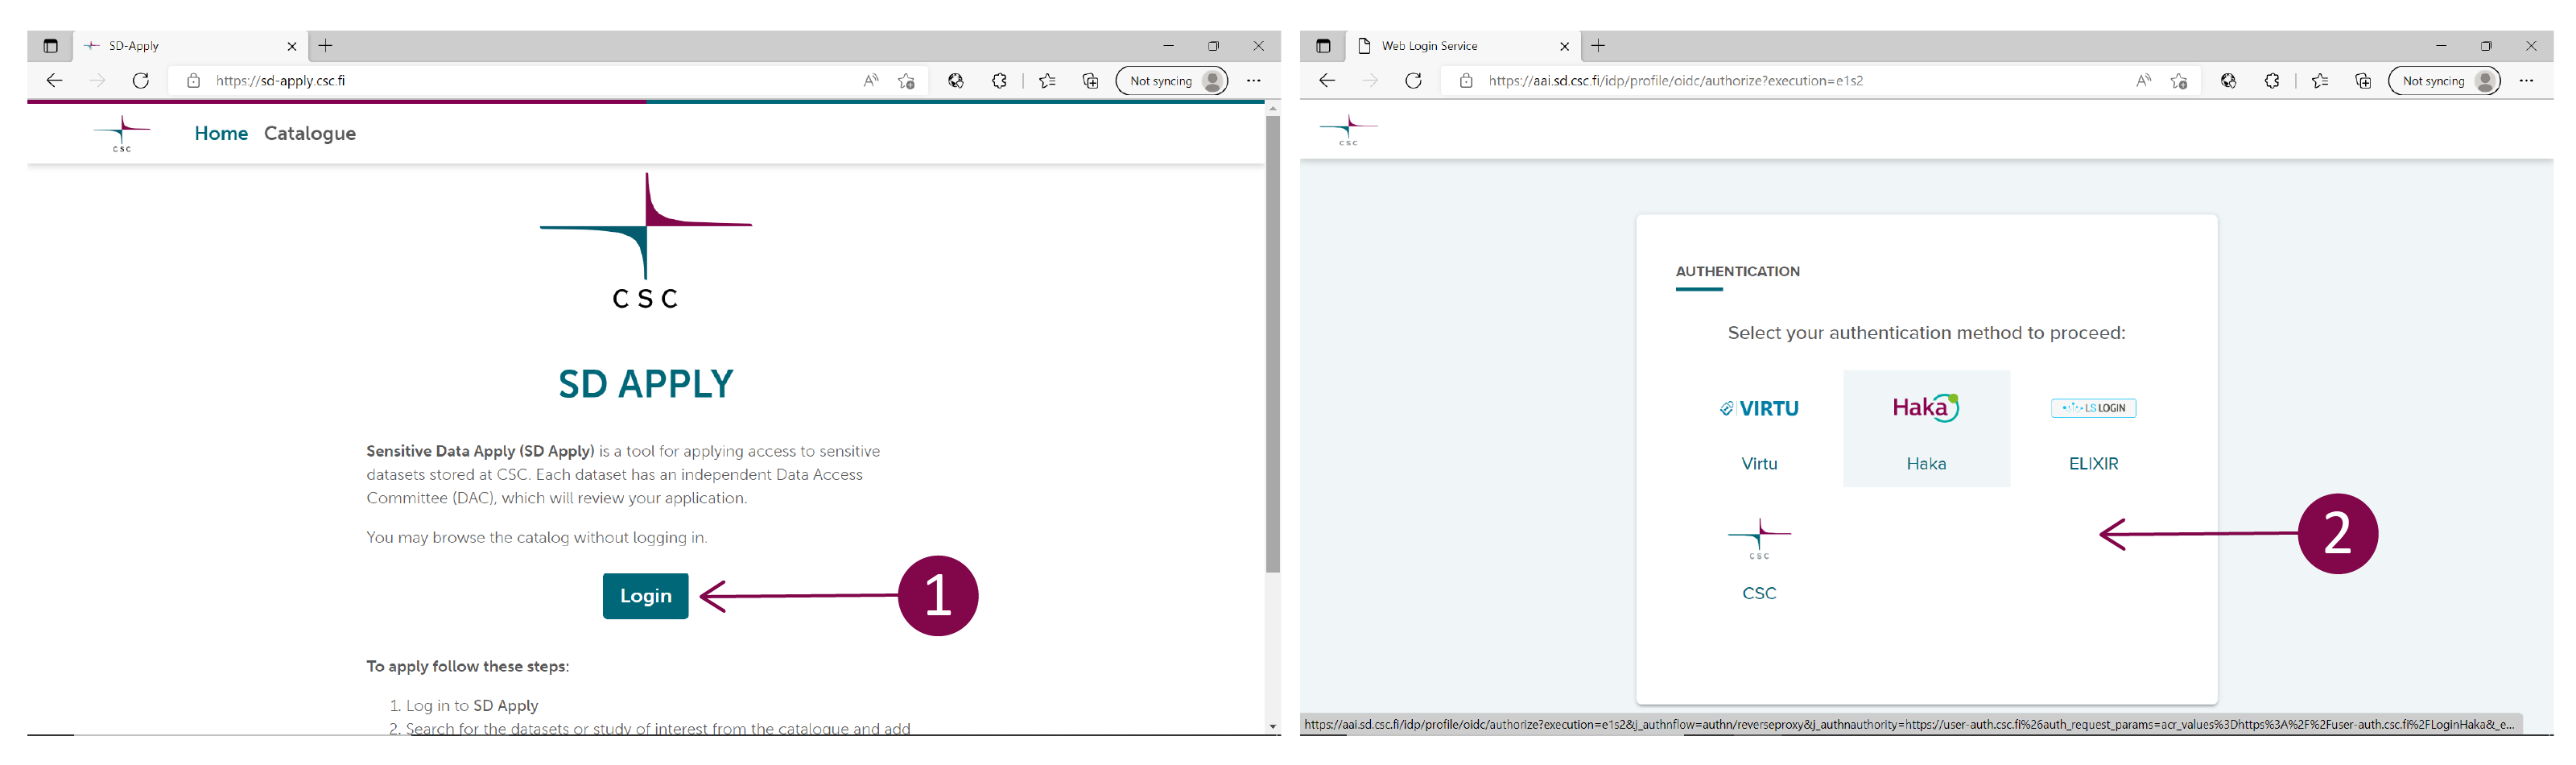 SD-Apply
https://sd-apply.csc.fi
Not syncing
CSC
Home Catalogue
CSC
SD APPLY
Sensitive Data Apply (SD Apply) is a tool for applying access to sensitive
datasets stored at CSC. Each dataset has an independent Data Access
Committee (DAC), which will review your application.
You may browse the catalog without logging in.
Login
1
To apply follow these steps:
1. Log in to SD Apply
2. Search for the datasets or study of interest from the catalogue and add
Web Login Service
https://aai.sd.csc.fi/idp/profile/oidc/authorize?execution=e1s2
Not syncing
CSC
AUTHENTICATION
Select your authentication method to proceed:
VIRTU Haka LS LOGIN
Virtu Haka ELIXIR
2
CSC
CSC
https://aai.sd.csc.fi/idp/profile/oidc/authorize?execution=e1s2&j_authnflow=authn/reverseproxy&j_authnauthority=https://user-auth.csc.fi%26auth_request_params=acr_values%3Dhttps%3A%2F%2Fuser-auth.csc.fi%2FLoginHaka&_e...